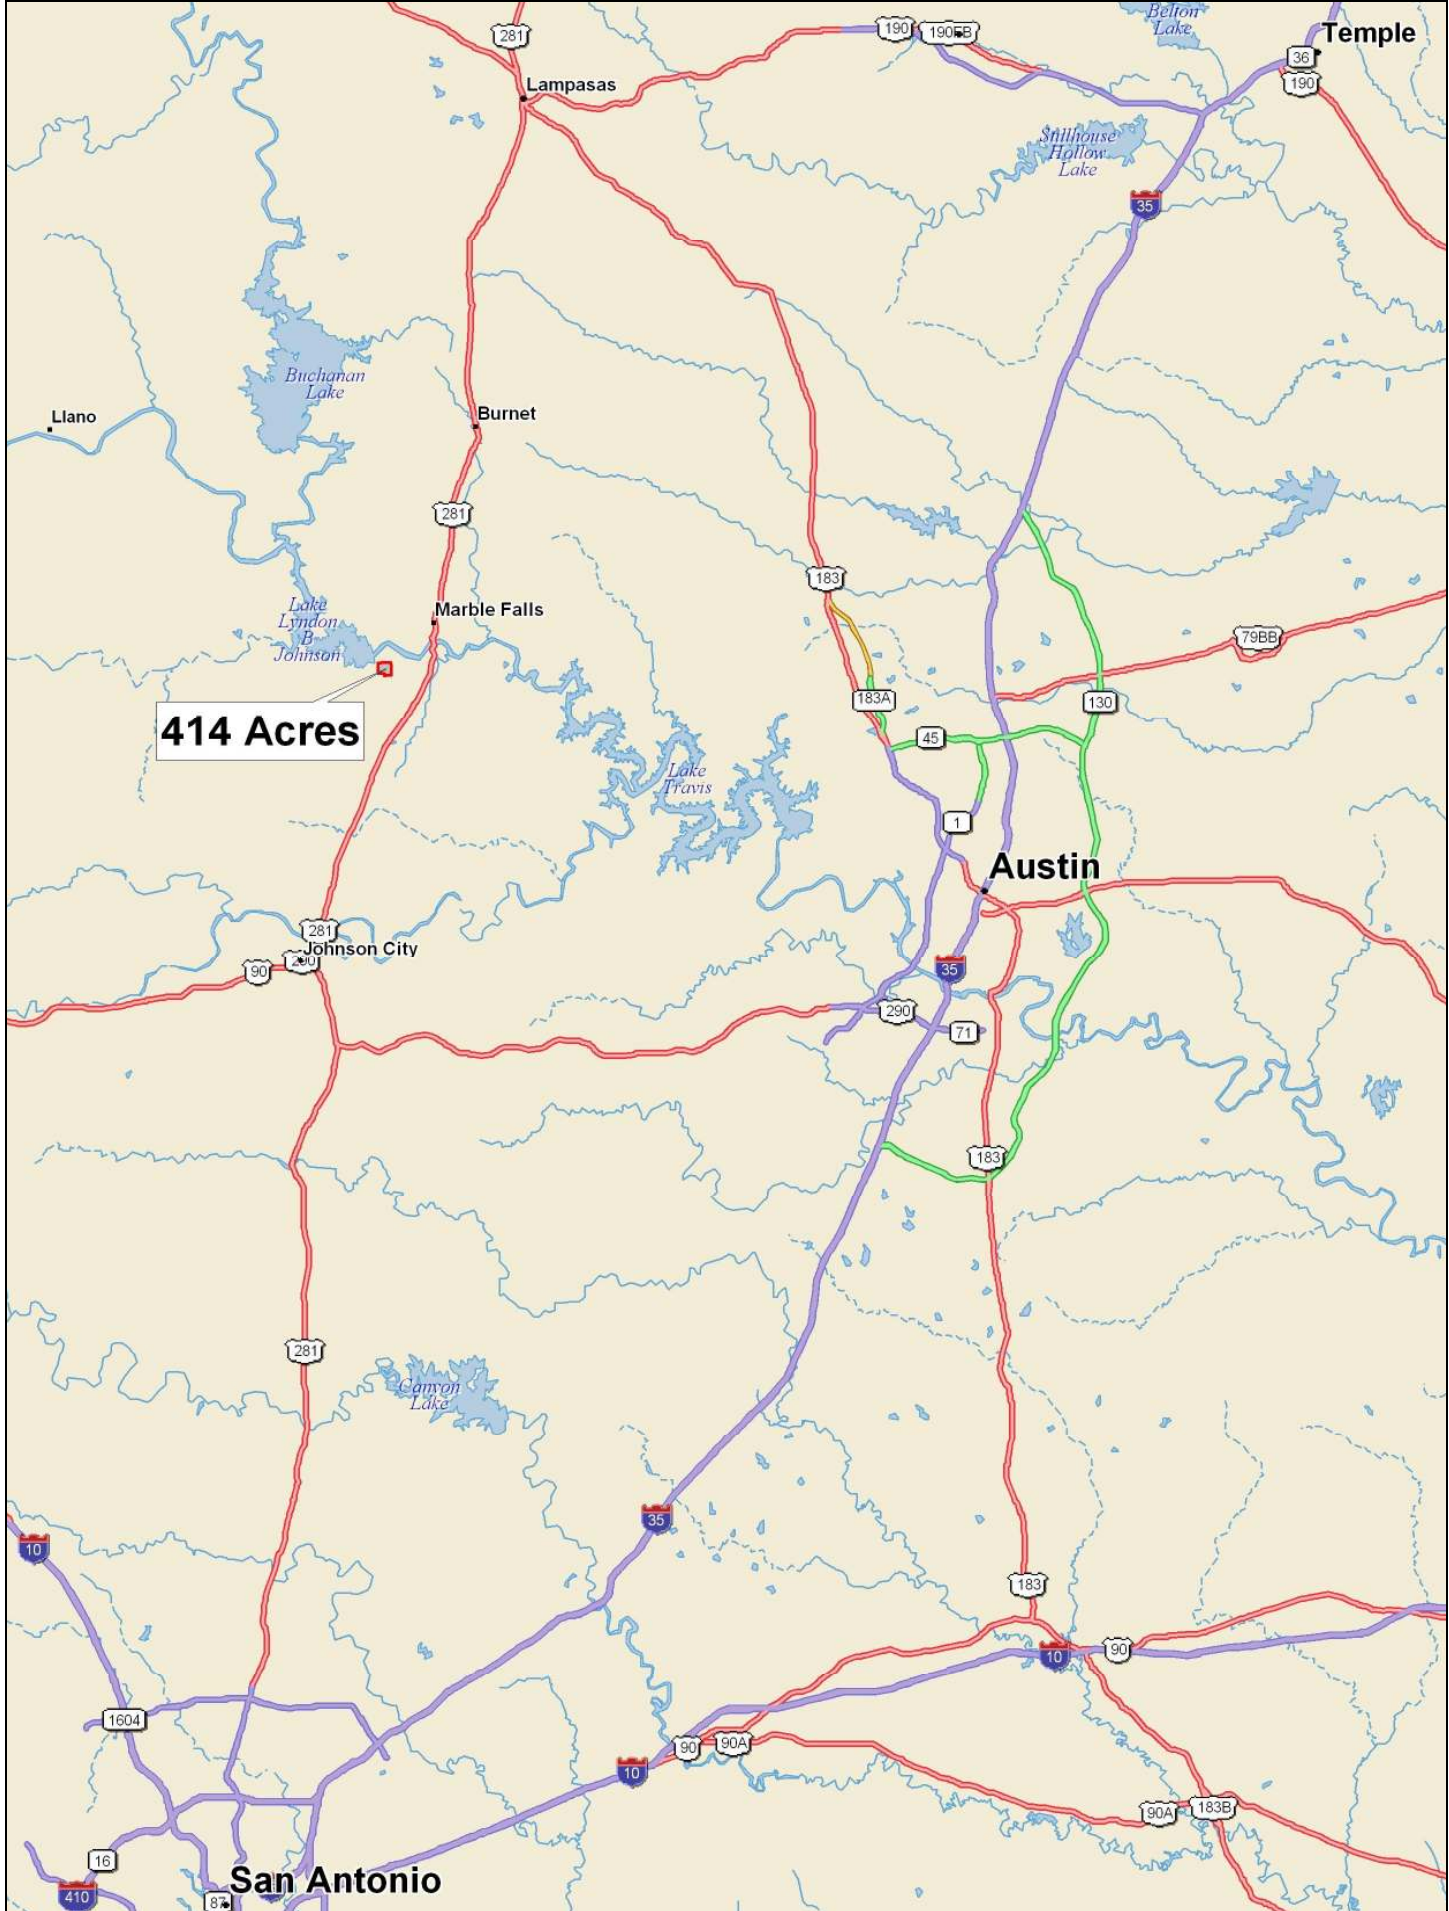 Belton
Lake
Temple
281
190
190BB
36
190
Lampasas
Stillhouse
Hollow
Lake
35
Buchanan
Lake
Llano
Burnet
281
183
Lake
Lyndon
B
Johnson
Marble Falls
79BB
414 Acres
183A
130
45
Lake
Travis
1
Austin
281
Johnson City
90
35
290
71
183
281
Canyon
Lake
35
10
183
10
90
1604
90
90A
10
90A
183B
16
San Antonio
410
87